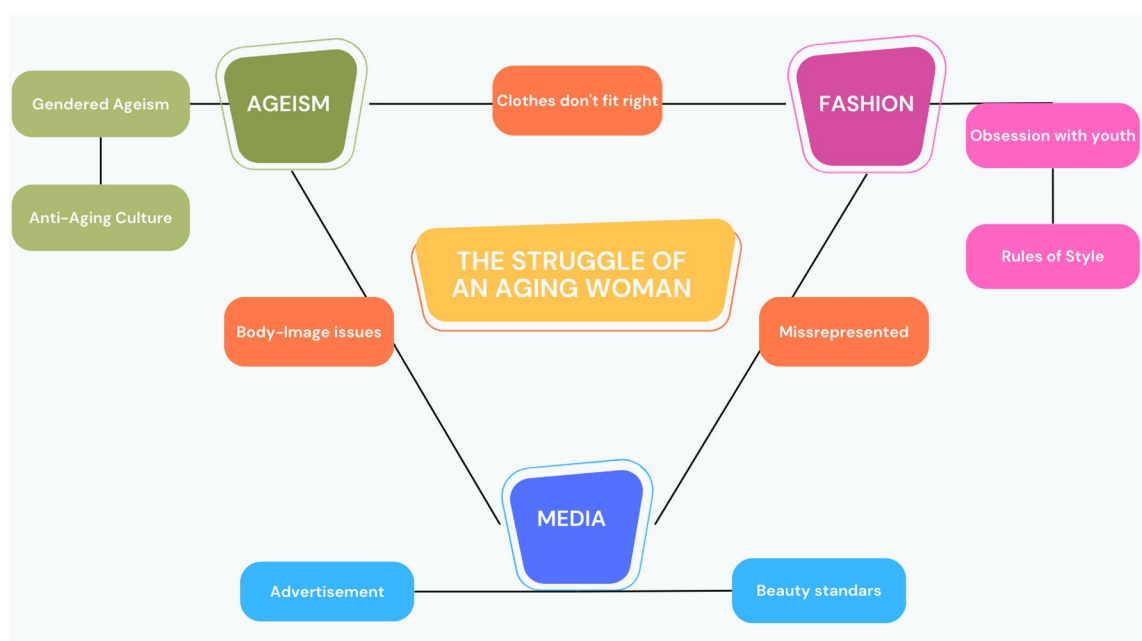 AGEISM
FASHION
Gendered Ageism
Clothes don't fit right
Obsession with youth
Anti-Aging Culture
Rules of Style
THE STRUGGLE OF
AN AGING WOMAN
Body-Image issues
Missrepresented
MEDIA
Advertisement
Beauty standars